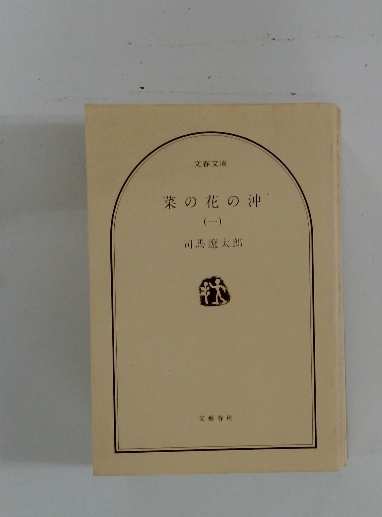 文春文庫
菜の花の沖
(一)
司馬遼太郎
文藝春秋